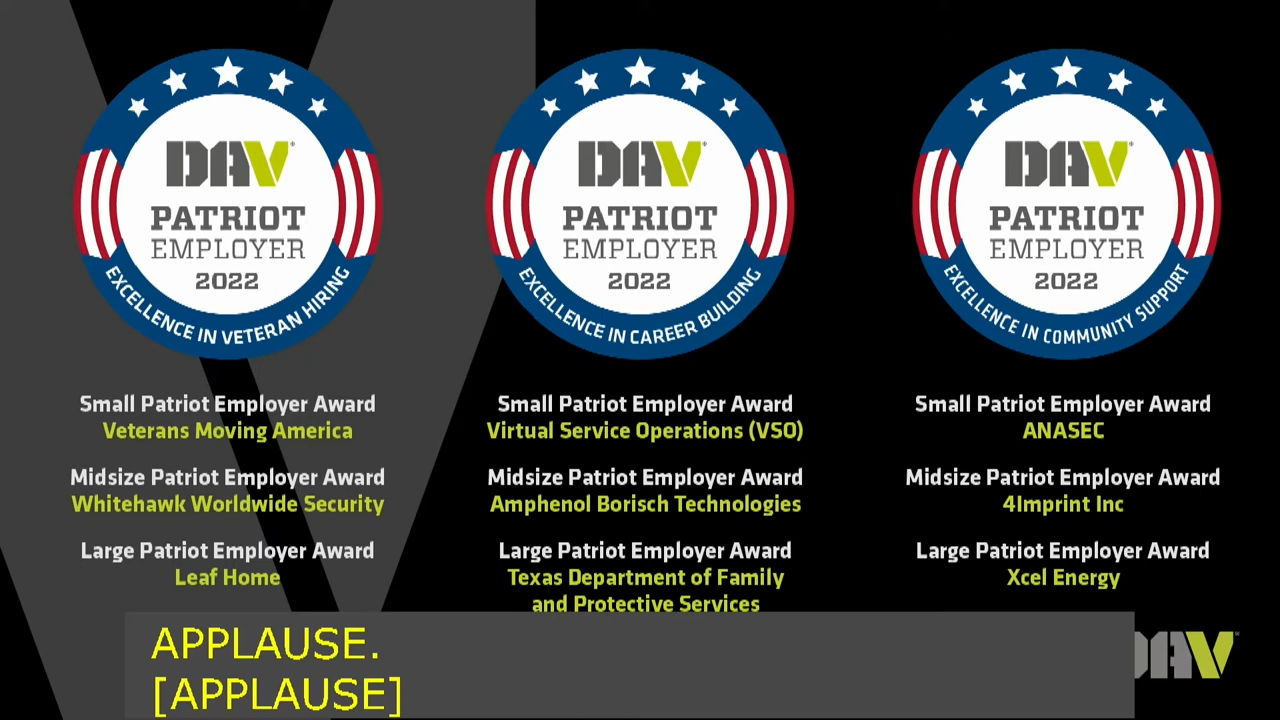 DAV
PATRIOT
EMPLOYER
2022
EXCELLENCE IN VETERAN HIRING
Small Patriot Employer Award
Veterans Moving America
Midsize Patriot Employer Award
Whitehawk Worldwide Security
Large Patriot Employer Award
Leaf Home
DAV
PATRIOT
EMPLOYER
2022
EXCELLENCE IN CAREER BUILDING
Small Patriot Employer Award
Virtual Service Operations (VSO)
Midsize Patriot Employer Award
Amphenol Borisch Technologies
Large Patriot Employer Award
Texas Department of Family
and Protective Services
DAV
PATRIOT
EMPLOYER
2022
EXCELLENCE IN COMMUNITY SUPPORT
Small Patriot Employer Award
ANASEC
Midsize Patriot Employer Award
4Imprint Inc
Large Patriot Employer Award
Xcel Energy
APPLAUSE.
[APPLAUSE]
DAV